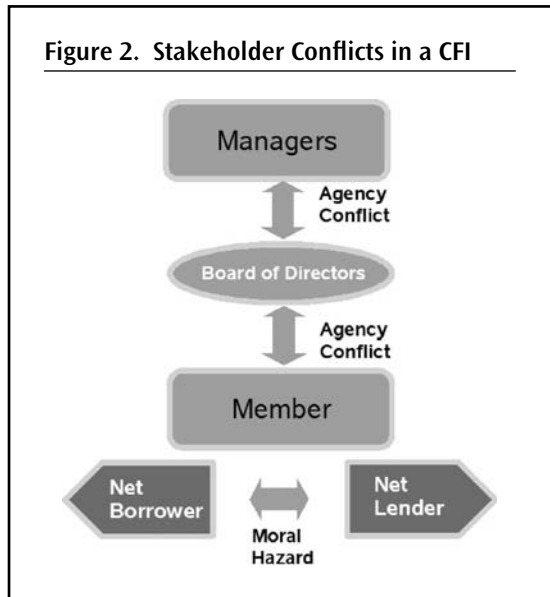 Figure 2. Stakeholder Conflicts in a CFI
Managers
Agency
Conflict
Board of Directors
Agency
Conflict
Member
Net
Borrower
Net
Lender
Moral
Hazard